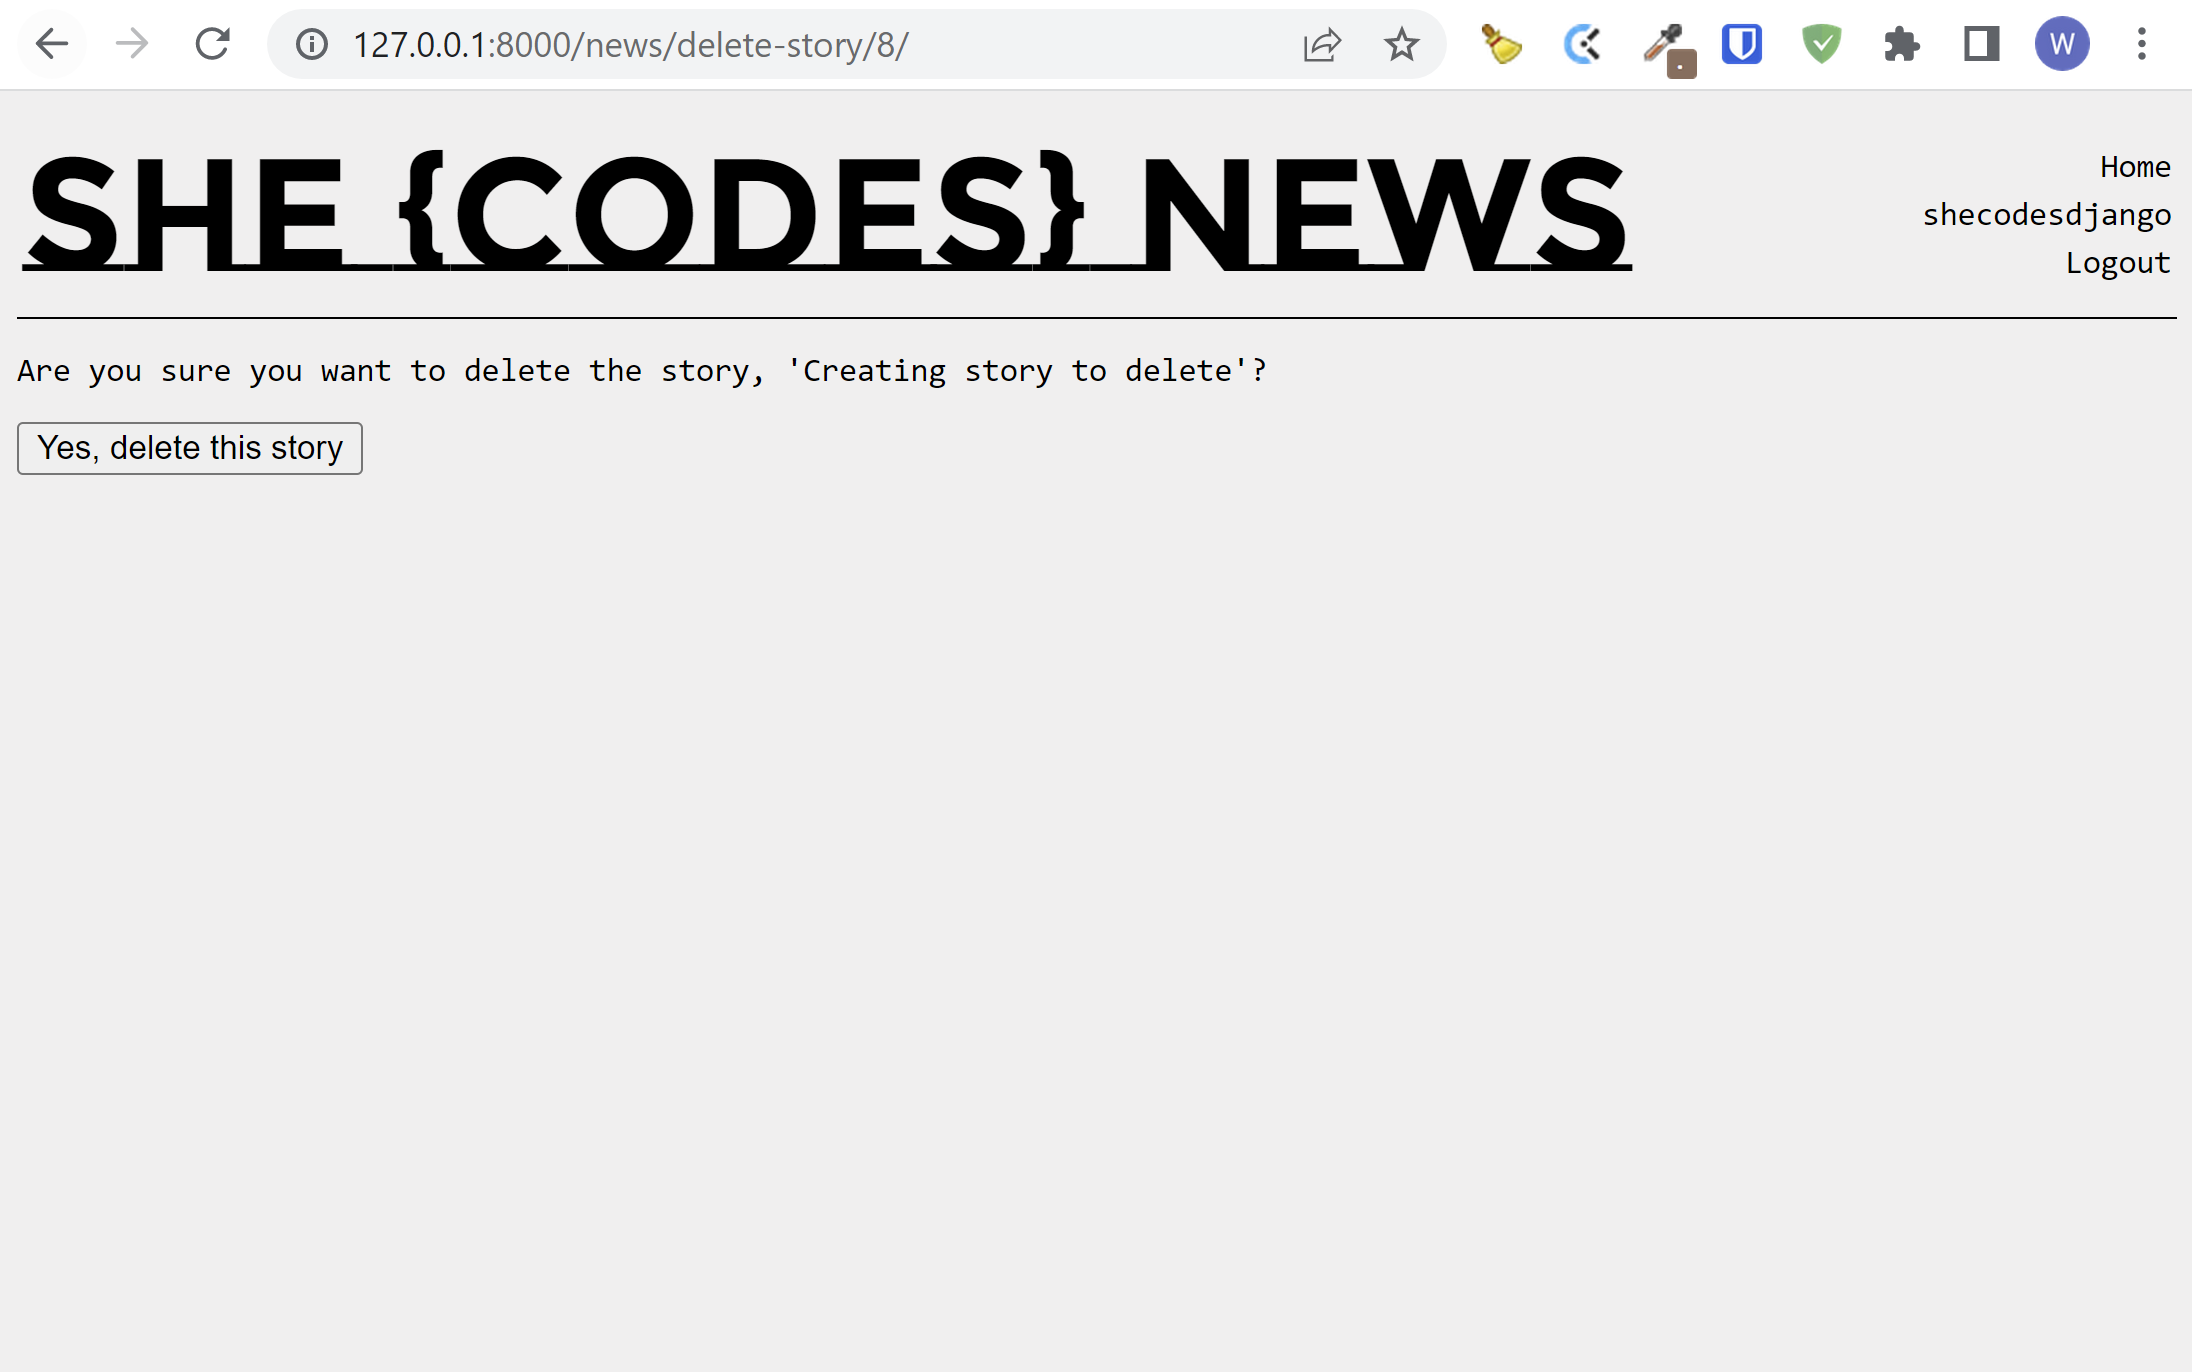 127.0.0.1:8000/news/delete-story/8/
W
SHE {CODES} NEWS
Home
shecodesdjango
Logout
Are you sure you want to delete the story, 'Creating story to delete'?
Yes, delete this story